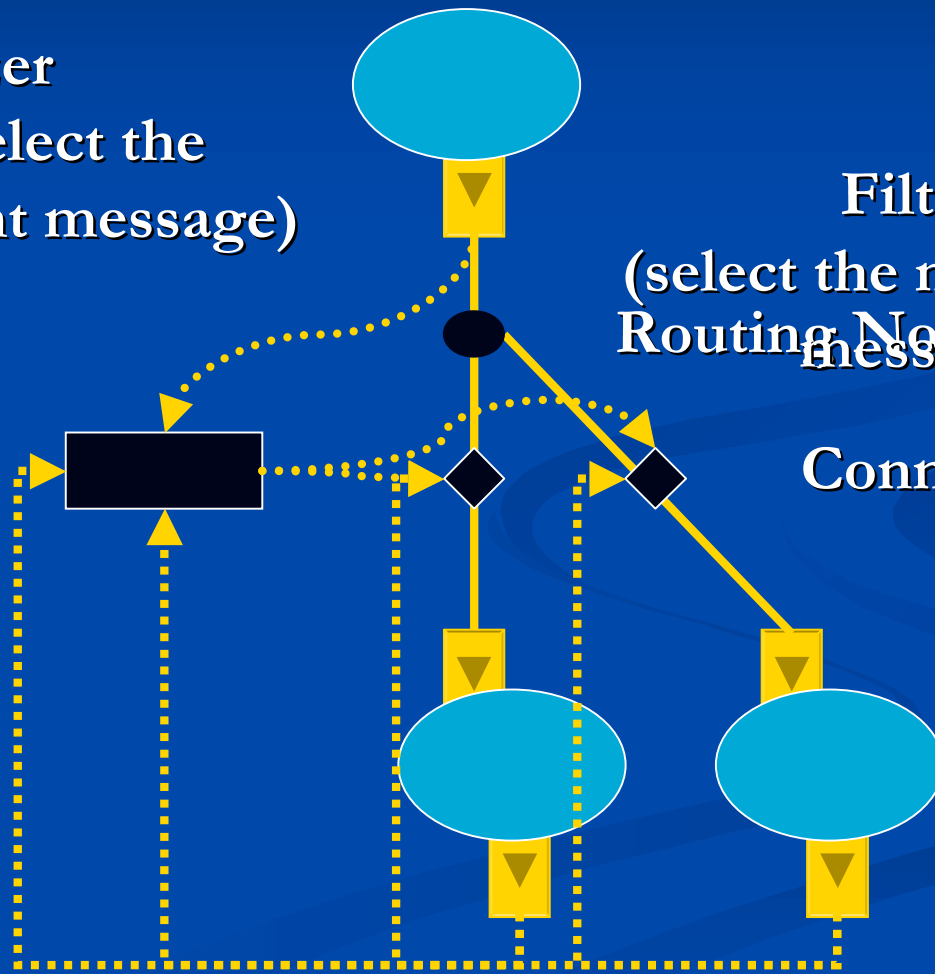 er
elect the
nt message)
Filt
(select the n
Routing No
mess
Conn